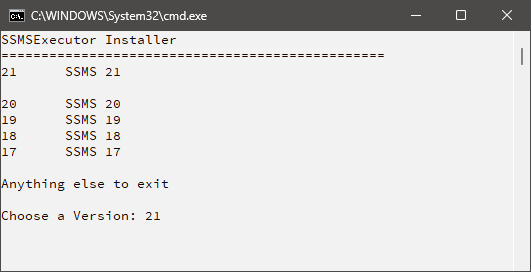 C:\WINDOWS\System32\cmd.exe
SSMSExecutor Installer
================================================
21      SSMS 21
20      SSMS 20
19      SSMS 19
18      SSMS 18
17      SSMS 17
Anything else to exit
Choose a Version: 21